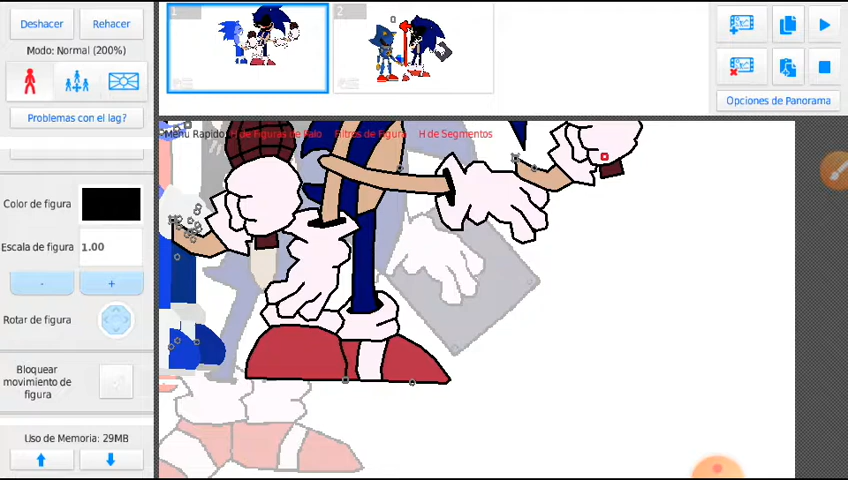 Deshacer
Rehacer
Modo: Normal (200%)
Problemas con el lag?
Color de figura
Escala de figura
1.00
-
+
Rotar de figura
Bloquear
movimiento de
figura
Uso de Memoria: 29MB
1
2
Opciones de Panorama
Menu Rapido: H de Figuras de Palo
Filtros de Figura
H de Segmentos